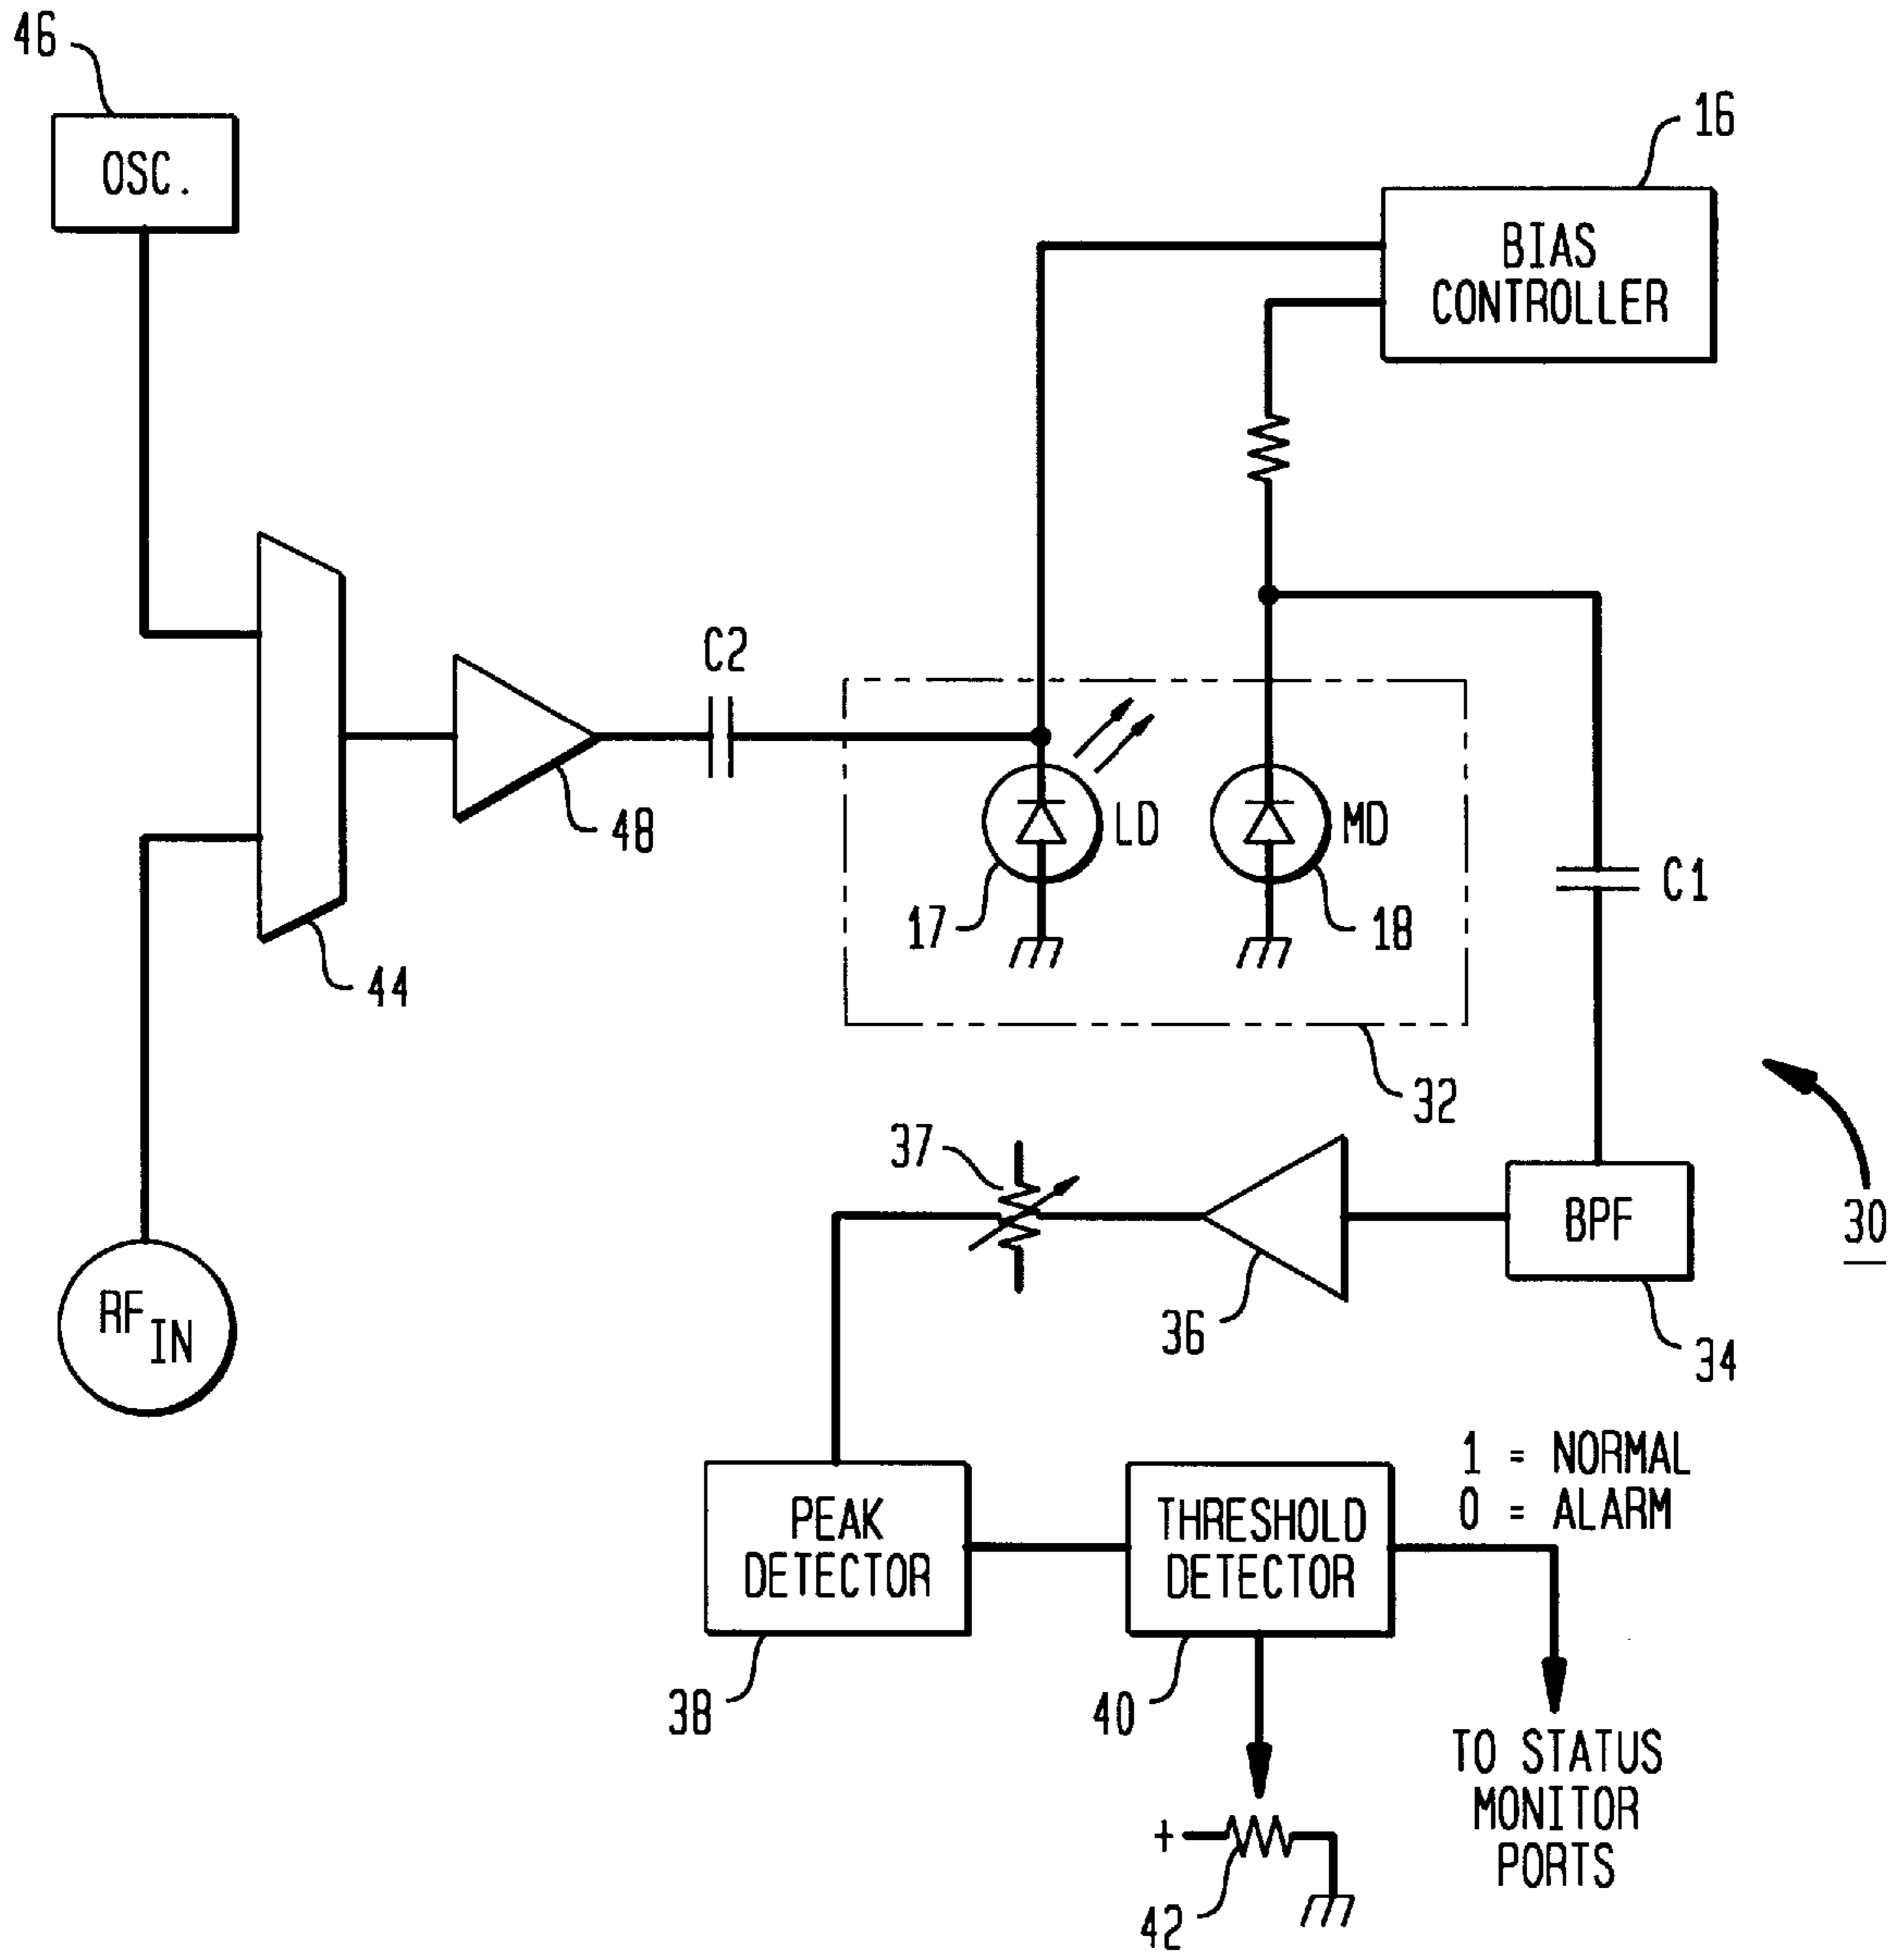 46
OSC.
16
BIAS
CONTROLLER
C2
48
LD
MD
17
18
C1
44
32
37
BPF
30
36
34
RF IN
1 = NORMAL
0 = ALARM
PEAK
DETECTOR
THRESHOLD
DETECTOR
38
40
TO STATUS
MONITOR
PORTS
+
42